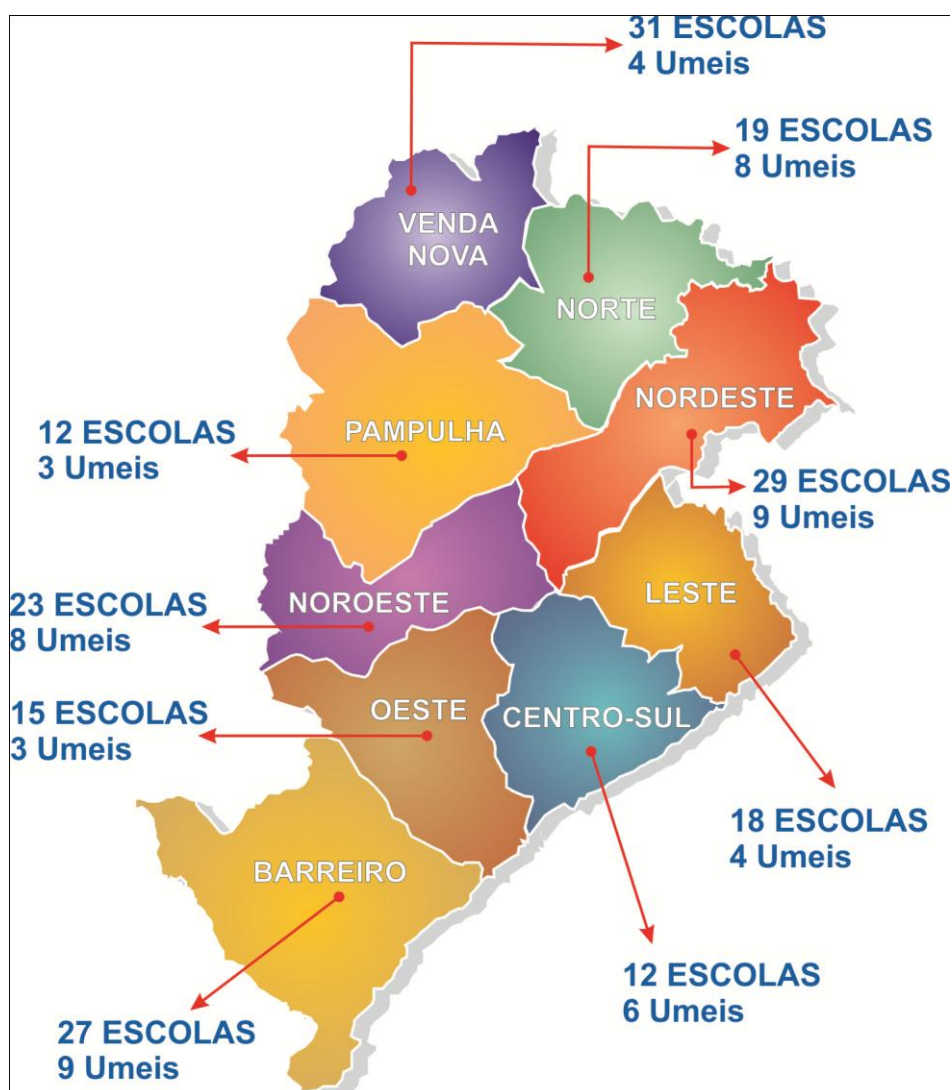 31 ESCOLAS
4 Umeis
19 ESCOLAS
8 Umeis
VENDA
NOVA
NORTE
NORDESTE
12 ESCOLAS
3 Umeis
PAMPULHA
29 ESCOLAS
9 Umeis
23 ESCOLAS
8 Umeis
NOROESTE
LESTE
15 ESCOLAS
3 Umeis
OESTE
CENTRO-SUL
18 ESCOLAS
4 Umeis
BARREIRO
12 ESCOLAS
6 Umeis
27 ESCOLAS
9 Umeis